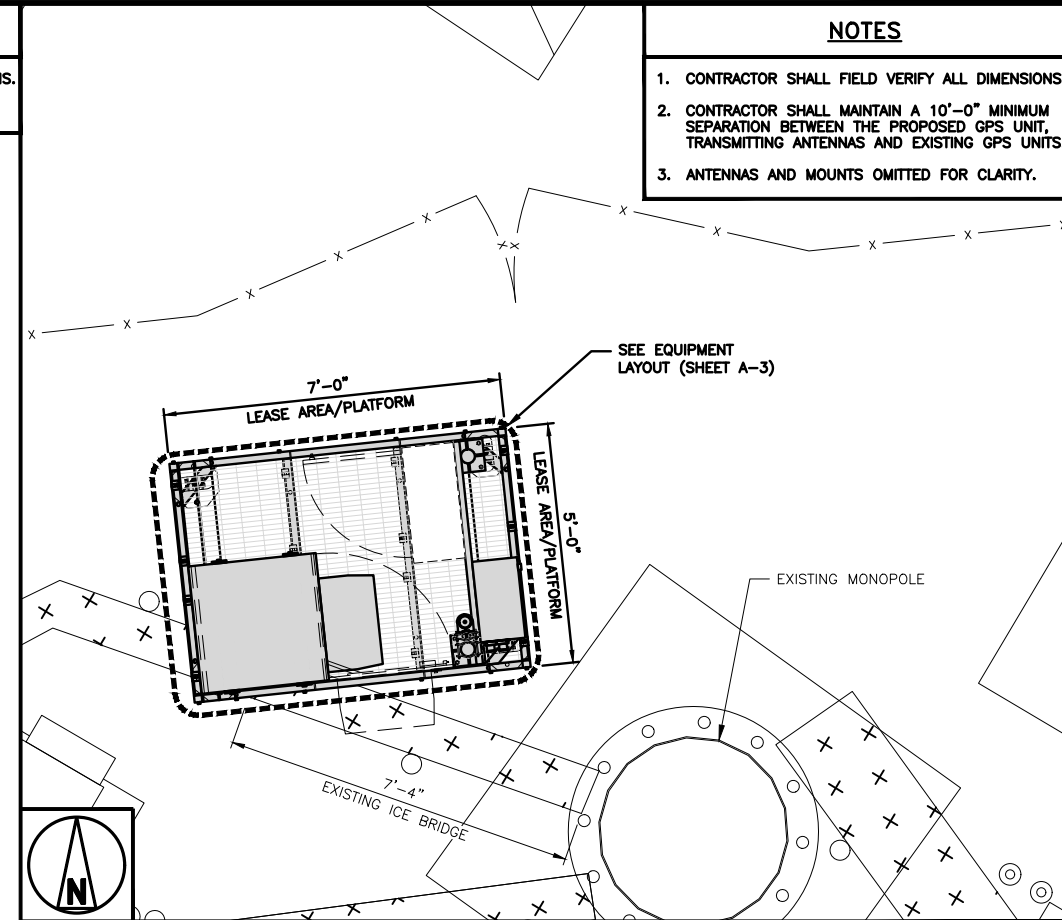 NOTES
1. CONTRACTOR SHALL FIELD VERIFY ALL DIMENSIONS
2. CONTRACTOR SHALL MAINTAIN A 10'-0" MINIMUM
SEPARATION BETWEEN THE PROPOSED GPS UNIT,
TRANSMITTING ANTENNAS AND EXISTING GPS UNITS
3. ANTENNAS AND MOUNTS OMITTED FOR CLARITY.
SEE EQUIPMENT
LAYOUT (SHEET A-3)
7'-0"
LEASE AREA/PLATFORM
5'-0"
LEASE AREA/PLATFORM
EXISTING MONOPOLE
7'-4"
EXISTING ICE BRIDGE
N